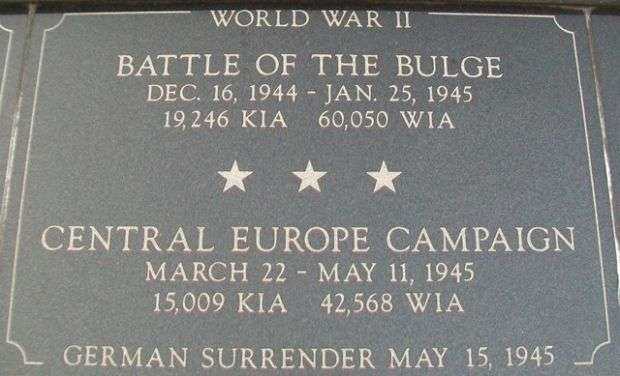 WORLD WAR II
BATTLE OF THE BULGE
DEC. 16, 1944 - JAN. 25, 1945
19,246 KIA 60,050 WIA
CENTRAL EUROPE CAMPAIGN
MARCH 22 - MAY 11, 1945
15,009 KIA 42,568 WIA
GERMAN SURRENDER MAY 15, 1945